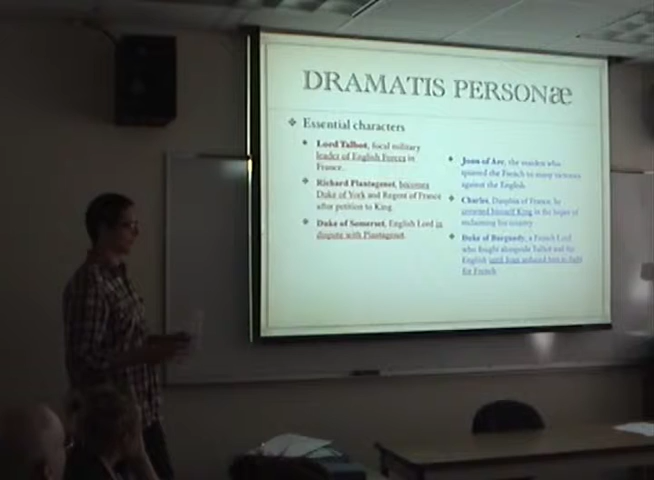 DRAMATIS PERSONæ
Essential characters
Lord Talbot, focal military
leader of English Forces in
France.
Richard Plantagenet, becomes
Duke of York and Regent of France
after petition to King.
Duke of Somerset, English Lord in
dispute with Plantagenet.
Joan of Arc, the maiden who
spurred the French to many victories
against the English.
Charles, Dauphin of France, he
crowned himself King in the hopes of
reclaiming his country.
Duke of Burgundy, a French Lord
who fought alongside Talbot and the
English until Joan seduced him to fight
for French.